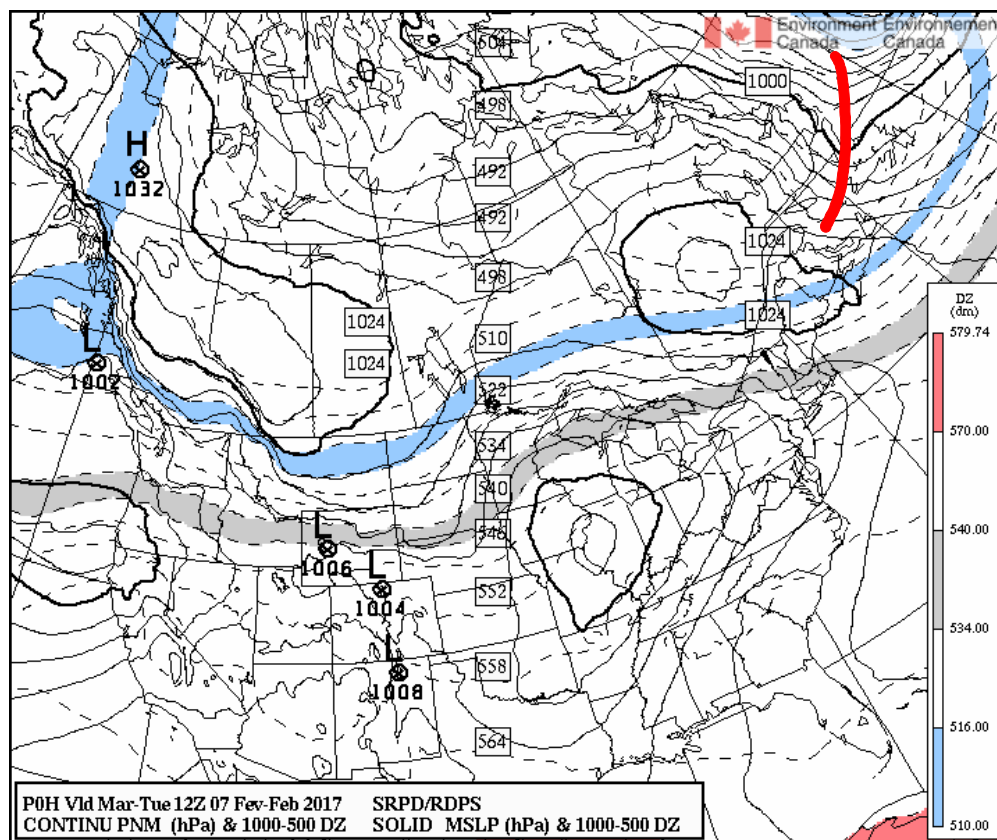 Environment Environnement
Canada Canada
504
1000
498
H
1032
492
492
1024
498
1024
1024
510
L
1002
1024
522
534
540
L
1006
546
L
1004
552
L
1008
558
564
DZ
(dm)
579.74
570.00
540.00
534.00
516.00
510.00
P0H Vld Mar-Tue 12Z 07 Fev-Feb 2017 SRPD/RDPS
CONTINU PNM (hPa) & 1000-500 DZ SOLID MSLP (hPa) & 1000-500 DZ